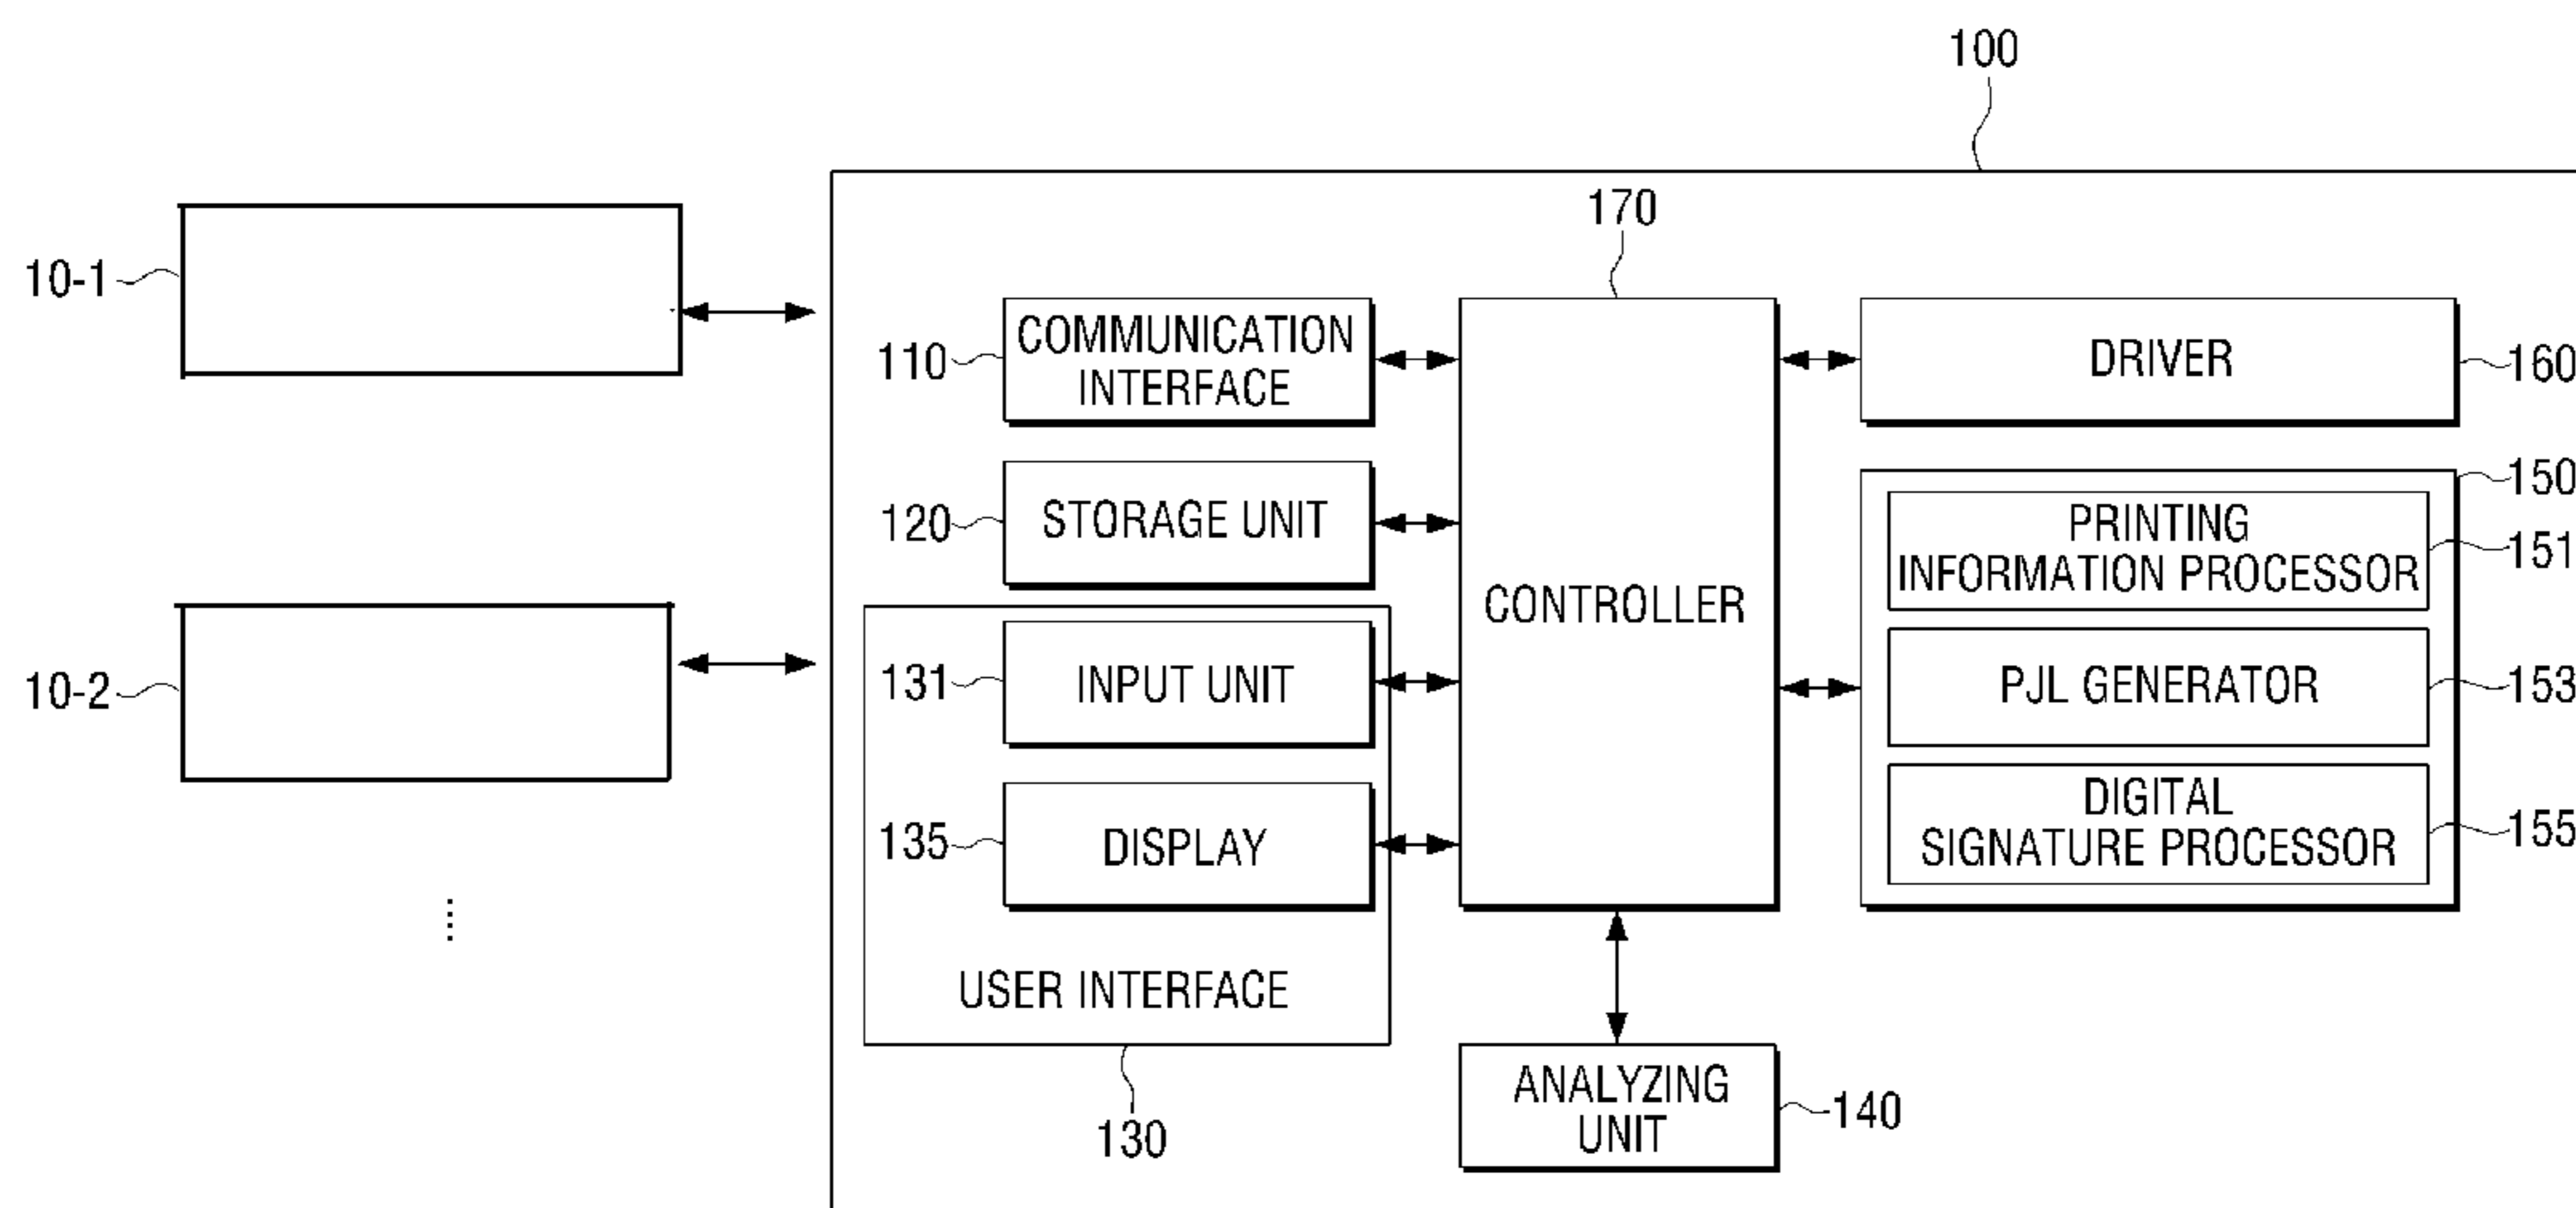 100
170
10-1
110
COMMUNICATION
INTERFACE
DRIVER
160
120
STORAGE UNIT
CONTROLLER
150
PRINTING
INFORMATION PROCESSOR
151
10-2
131
INPUT UNIT
PJL GENERATOR
153
135
DISPLAY
DIGITAL
SIGNATURE PROCESSOR
155
USER INTERFACE
130
ANALYZING
UNIT
140